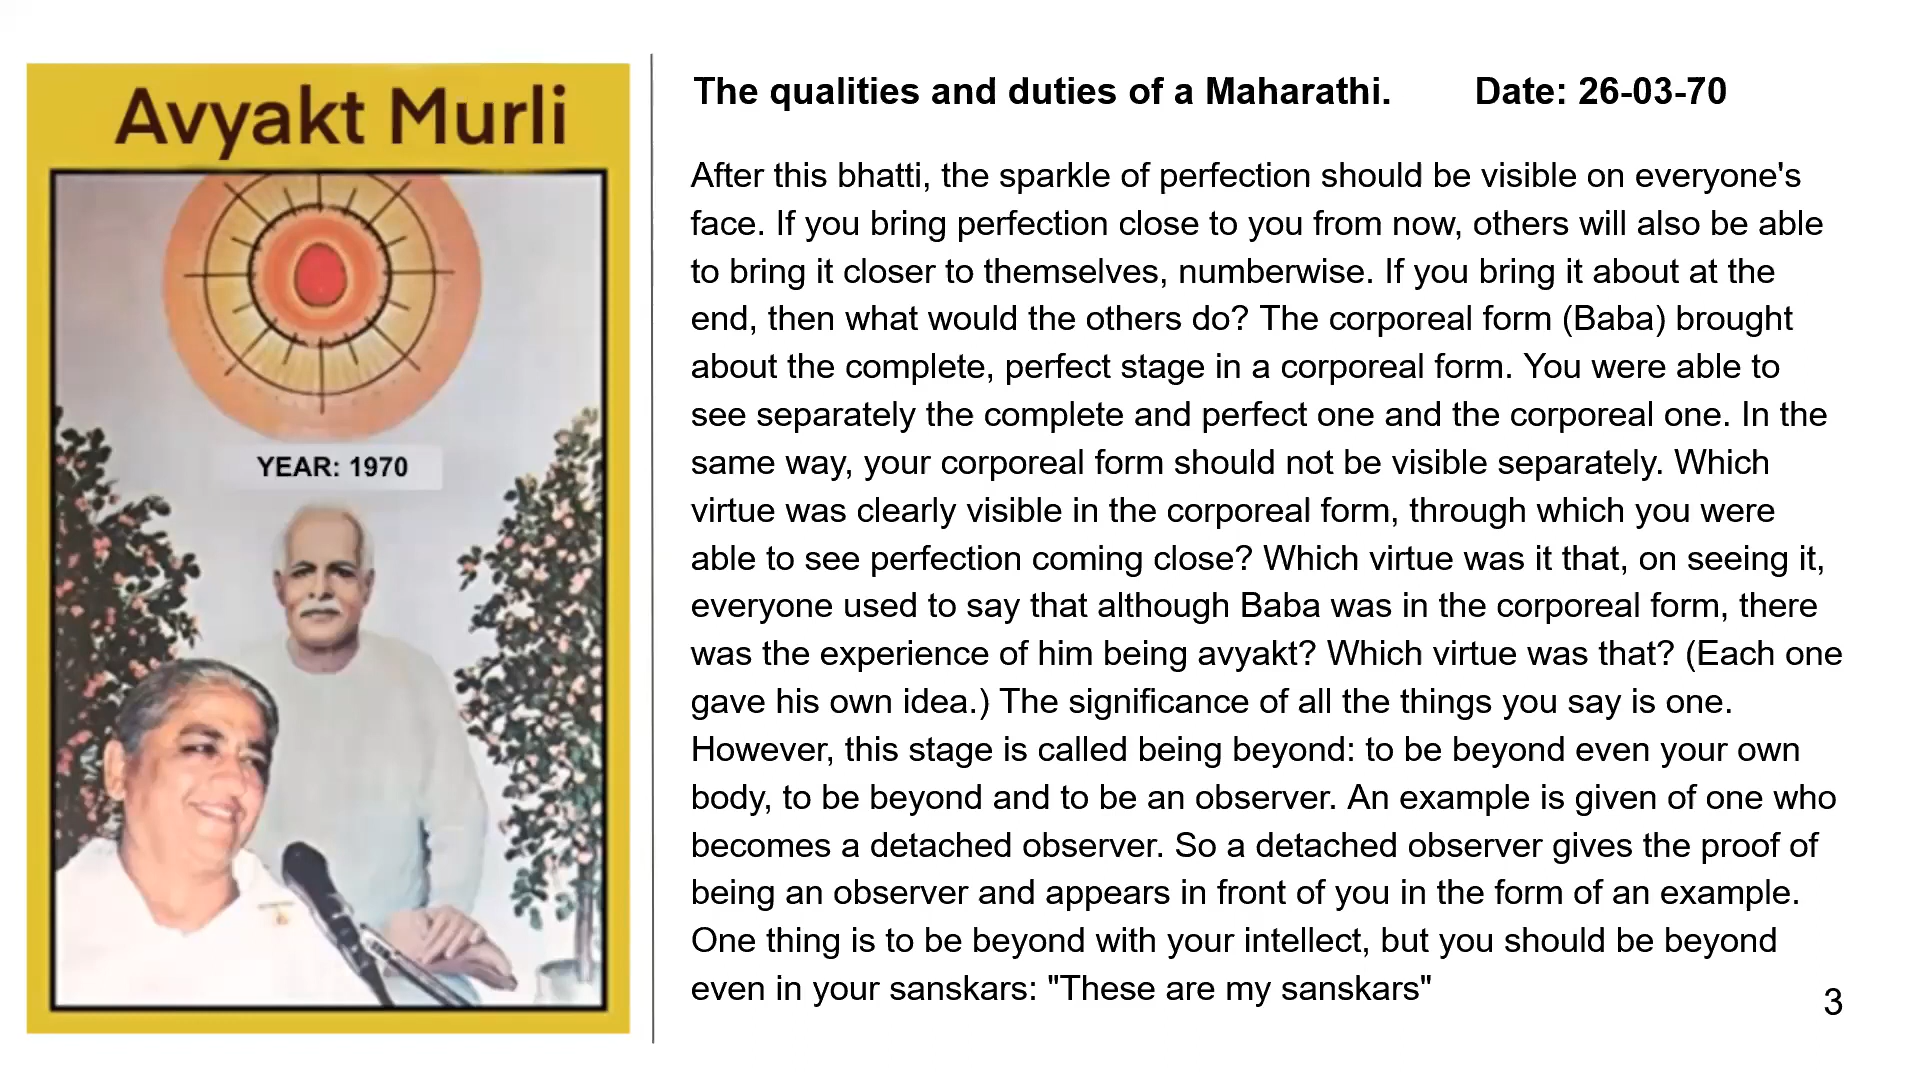 Avyakt Murli
YEAR: 1970
The qualities and duties of a Maharathi. Date: 26-03-70
After this bhatti, the sparkle of perfection should be visible on everyone's
face. If you bring perfection close to you from now, others will also be able
to bring it closer to themselves, numberwise. If you bring it about at the
end, then what would the others do? The corporeal form (Baba) brought
about the complete, perfect stage in a corporeal form. You were able to
see separately the complete and perfect one and the corporeal one. In the
same way, your corporeal form should not be visible separately. Which
virtue was clearly visible in the corporeal form, through which you were
able to see perfection coming close? Which virtue was it that, on seeing it,
everyone used to say that although Baba was in the corporeal form, there
was the experience of him being avyakt? Which virtue was that? (Each one
gave his own idea.) The significance of all the things you say is one.
However, this stage is called being beyond: to be beyond even your own
body, to be beyond and to be an observer. An example is given of one who
becomes a detached observer. So a detached observer gives the proof of
being an observer and appears in front of you in the form of an example.
One thing is to be beyond with your intellect, but you should be beyond
even in your sanskars: "These are my sanskars"
3